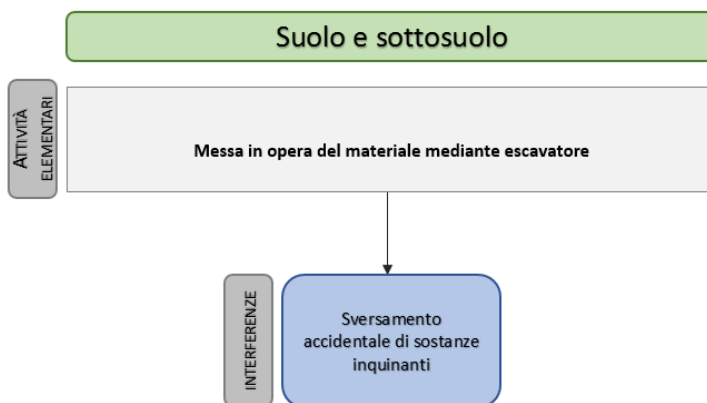 Suolo e sottosuolo
ATTIVITÀ
ELEMENTARI
Messa in opera del materiale mediante escavatore
INTERFERENZE
Sversamento
accidentale di sostanze
inquinanti